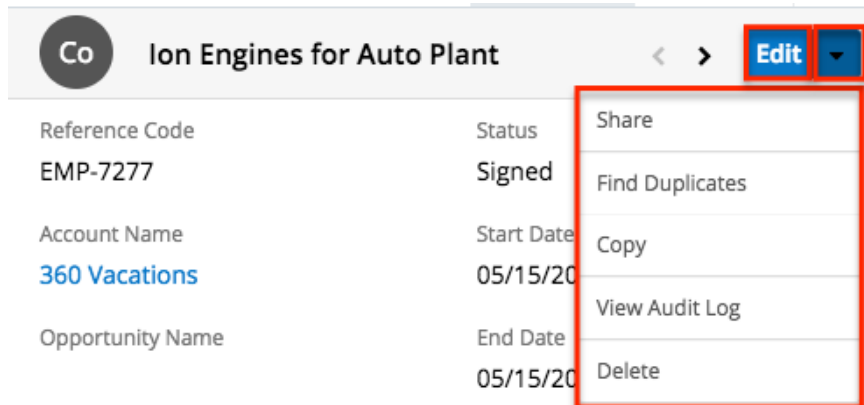 Co Ion Engines for Auto Plant Edit
Reference Code Status Share
EMP-7277 Signed Find Duplicates
Account Name Start Date Copy
360 Vacations 05/15/20 View Audit Log
Opportunity Name End Date Delete
05/15/20